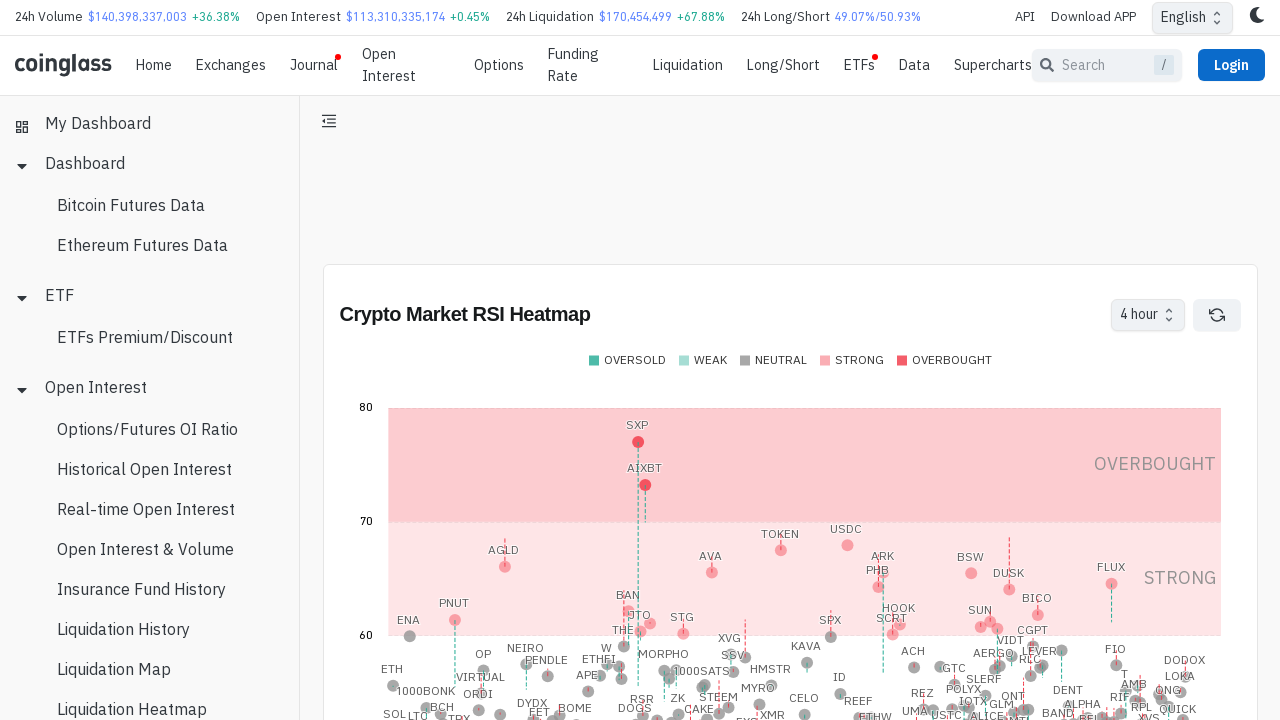 24h Volume $140,398,337,003 +36.38% Open Interest $113,310,335,174 +0.45% 24h Liquidation $170,454,499 +67.88% 24h Long/Short 49.07%/50.93% API Download APP English
coinglass Home Exchanges Journal Open Interest Options Funding Rate Liquidation Long/Short ETFs Data Supercharts Search / Login
My Dashboard
Dashboard
Bitcoin Futures Data
Ethereum Futures Data
ETF
ETFs Premium/Discount
Open Interest
Options/Futures OI Ratio
Historical Open Interest
Real-time Open Interest
Open Interest & Volume
Insurance Fund History
Liquidation History
Liquidation Map
Liquidation Heatmap
Crypto Market RSI Heatmap 4 hour
OVERSOLD WEAK NEUTRAL STRONG OVERBOUGHT
80
SXP
AIXBT
OVERBOUGHT
70
TOKEN USDC
AGLD AVA ARK BSW
PHB DUSK FLUX STRONG
BAN BICO
PNUT HOOK SUN
ENA JTO STG SPX SCRT
THE CGPT
60
XVG VIDT
OP NEIRO W KAVA ACH LEVER FIO
PENDLE ETHFI MORPHO SSV AERGO RLC DODOX
ETH VIRTUAL APE 1000SATS HMSTR ID GTC SLERF T LOKA
1000BONK ORDI MYRO POLYX DENT AMB QNG
RSR ZK STEEM CELO REZ ONT RIF
BCH DYDX DOGS CAKE REEF IOTX GLM ALPHA RPL QUICK
SOL LTO BOME UMA USTC ALICE BAND
XMR ETHW